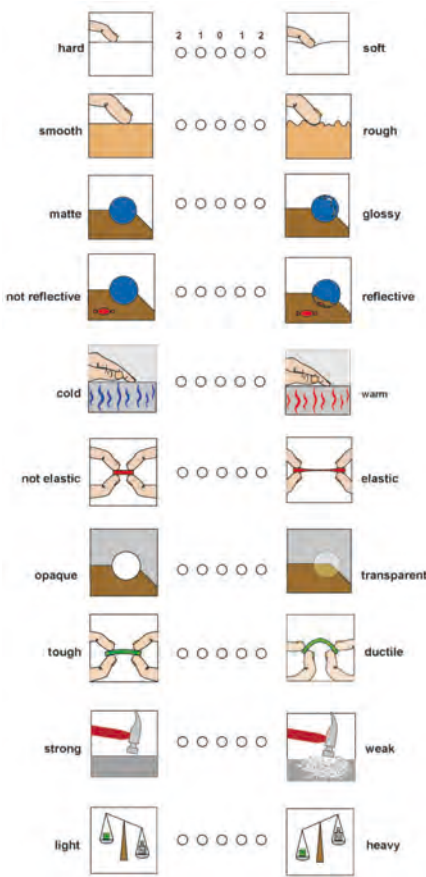 2 1 0 1 2
hard soft
smooth rough
matte glossy
not reflective reflective
cold warm
not elastic elastic
opaque transparent
tough ductile
strong weak
light heavy